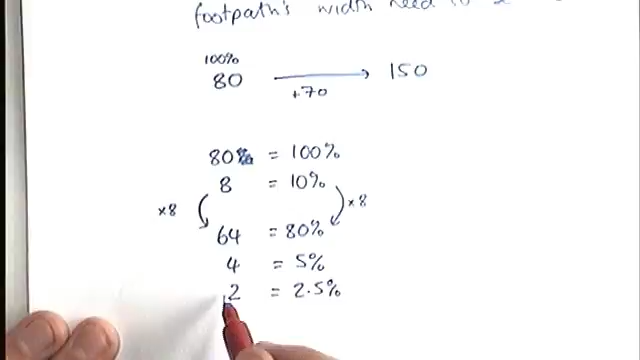 footpath's width need to
100%
80 → 150
+70
80 = 100%
8 = 10%
×8 ×8
64 = 80%
4 = 5%
2 = 2.5%